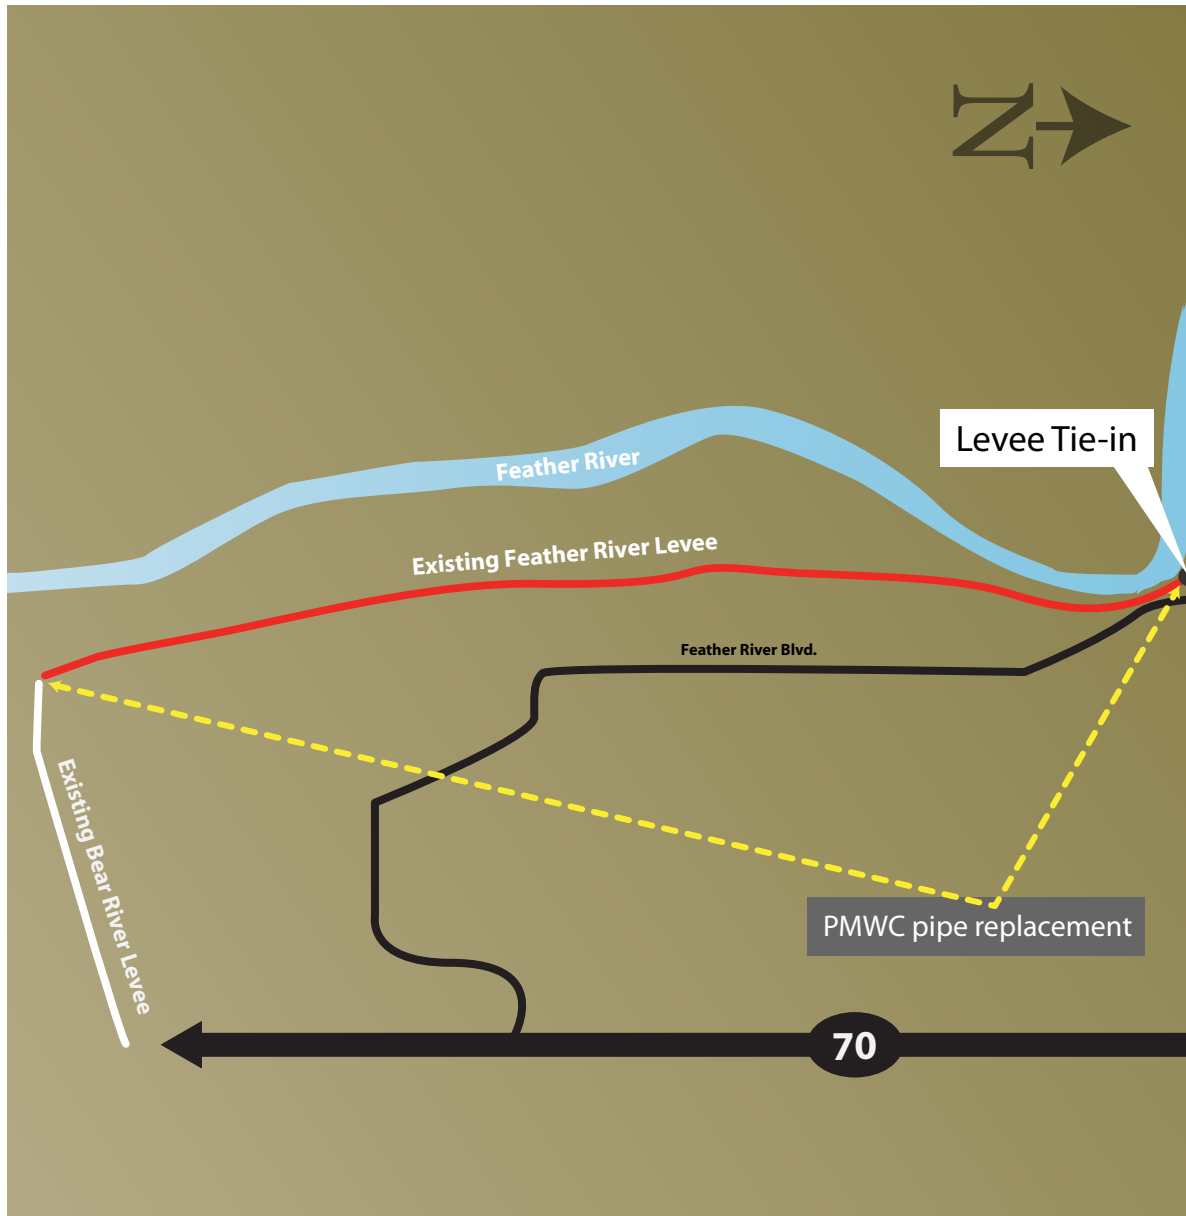 N
Levee Tie-in
Feather River
Existing Feather River Levee
Feather River Blvd.
Existing Bear River Levee
PMWC pipe replacement
70